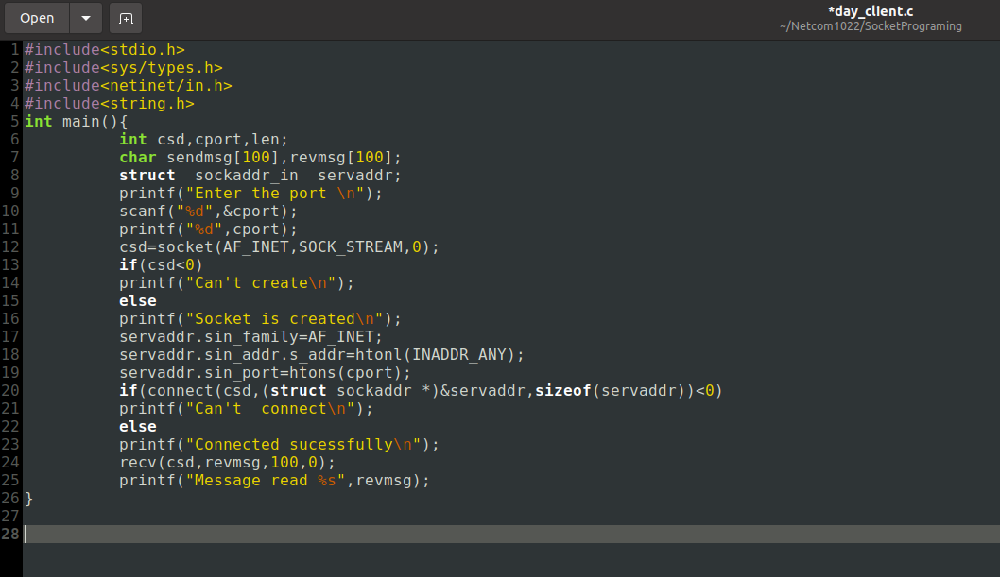 Open
*day_client.c
~/Netcom1022/SocketPrograming
1 #include<stdio.h>
2 #include<sys/types.h>
3 #include<netinet/in.h>
4 #include<string.h>
5 int main(){
6 int csd,cport,len;
7 char sendmsg[100],revmsg[100];
8 struct  sockaddr_in  servaddr;
9 printf("Enter the port \n");
10 scanf("%d",&cport);
11 printf("%d",cport);
12 csd=socket(AF_INET,SOCK_STREAM,0);
13 if(csd<0)
14 printf("Can't create\n");
15 else
16 printf("Socket is created\n");
17 servaddr.sin_family=AF_INET;
18 servaddr.sin_addr.s_addr=htonl(INADDR_ANY);
19 servaddr.sin_port=htons(cport);
20 if(connect(csd,(struct sockaddr *)&servaddr,sizeof(servaddr))<0)
21 printf("Can't  connect\n");
22 else
23 printf("Connected sucessfully\n");
24 recv(csd,revmsg,100,0);
25 printf("Message read %s",revmsg);
26 }
27
28